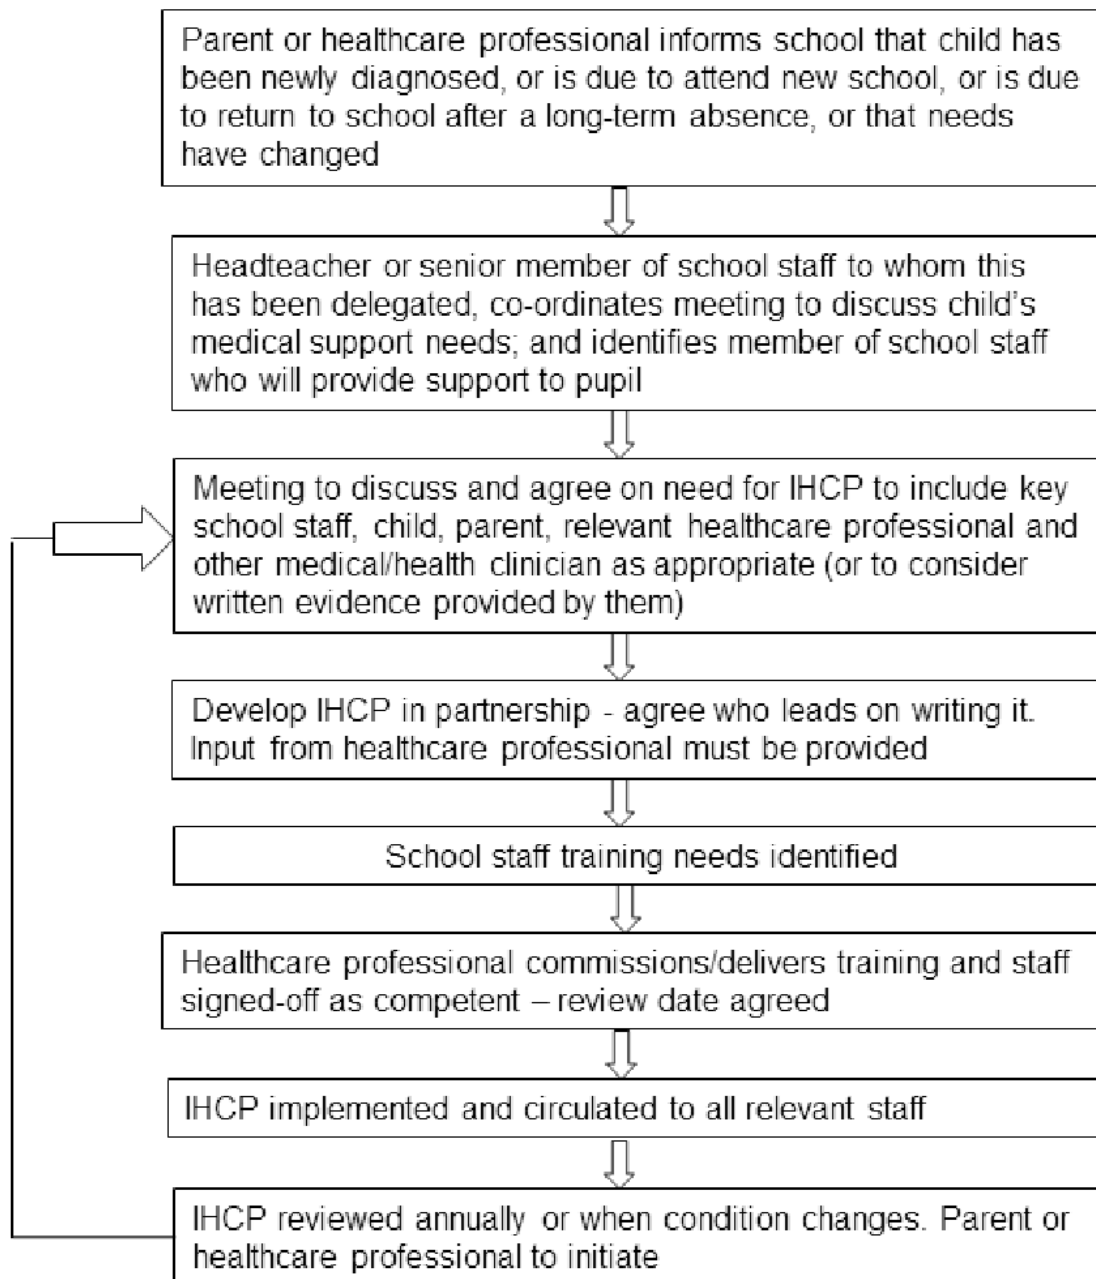 Parent or healthcare professional informs school that child has
been newly diagnosed, or is due to attend new school, or is due
to return to school after a long-term absence, or that needs
have changed
Headteacher or senior member of school staff to whom this
has been delegated, co-ordinates meeting to discuss child's
medical support needs; and identifies member of school staff
who will provide support to pupil
Meeting to discuss and agree on need for IHCP to include key
school staff, child, parent, relevant healthcare professional and
other medical/health clinician as appropriate (or to consider
written evidence provided by them)
Develop IHCP in partnership - agree who leads on writing it.
Input from healthcare professional must be provided
School staff training needs identified
Healthcare professional commissions/delivers training and staff
signed-off as competent – review date agreed
IHCP implemented and circulated to all relevant staff
IHCP reviewed annually or when condition changes. Parent or
healthcare professional to initiate